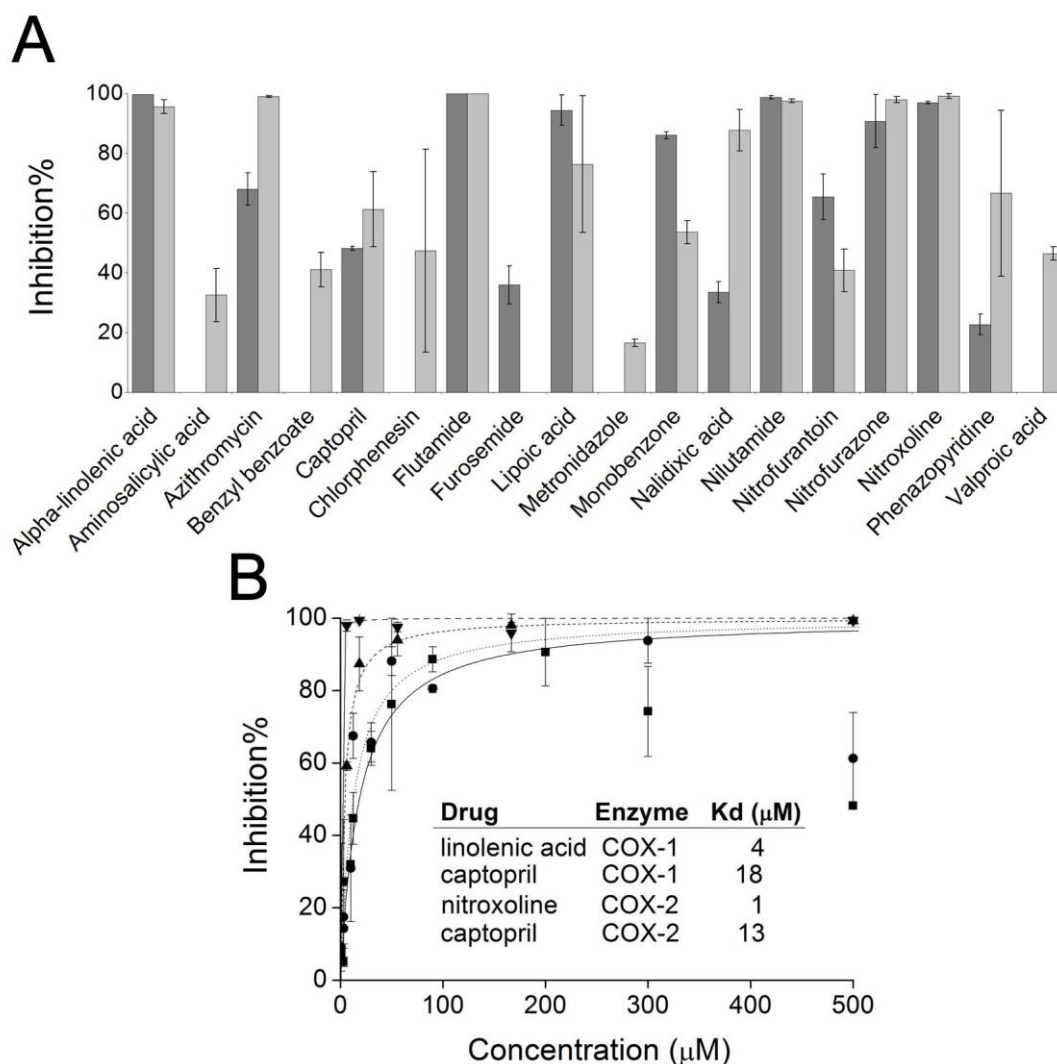 A
Inhibition%
100
80
60
40
20
0
Alpha-linolenic acid
Aminosalicylic acid
Azithromycin
Benzyl benzoate
Captopril
Chlorphenesin
Flutamide
Furosemide
Lipoic acid
Metronidazole
Monobenzone
Nalidixic acid
Nilutamide
Nitrofurantoin
Nitrofurazone
Nitroxoline
Phenazopyridine
Valproic acid
B
Inhibition%
100
80
60
40
20
0
Drug Enzyme Kd (μM)
linolenic acid COX-1 4
captopril COX-1 18
nitroxoline COX-2 1
captopril COX-2 13
0 100 200 300 400 500
Concentration (μM)